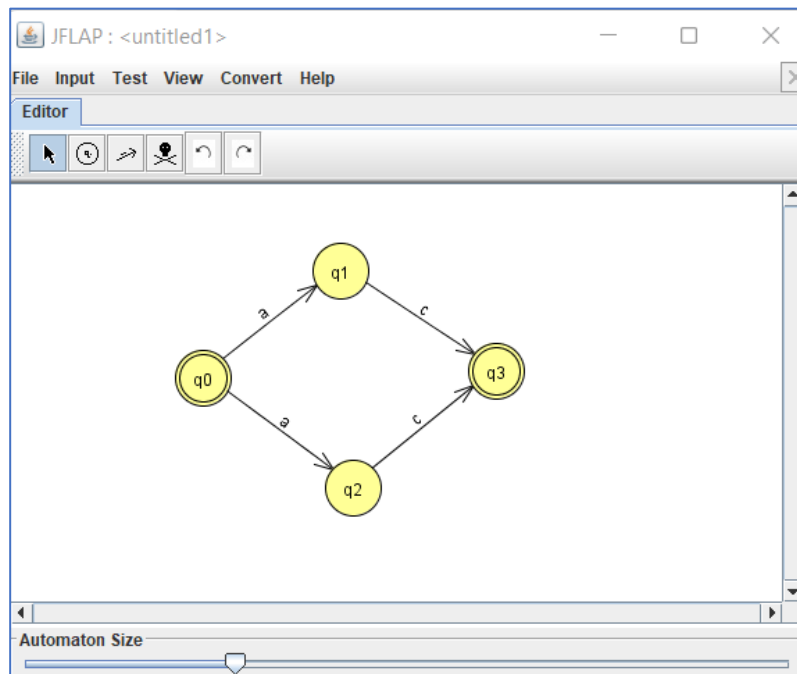 JFLAP : <untitled1>
File Input Test View Convert Help
Editor
q
q1
a
c
q0
q3
a
c
q2
Automaton Size